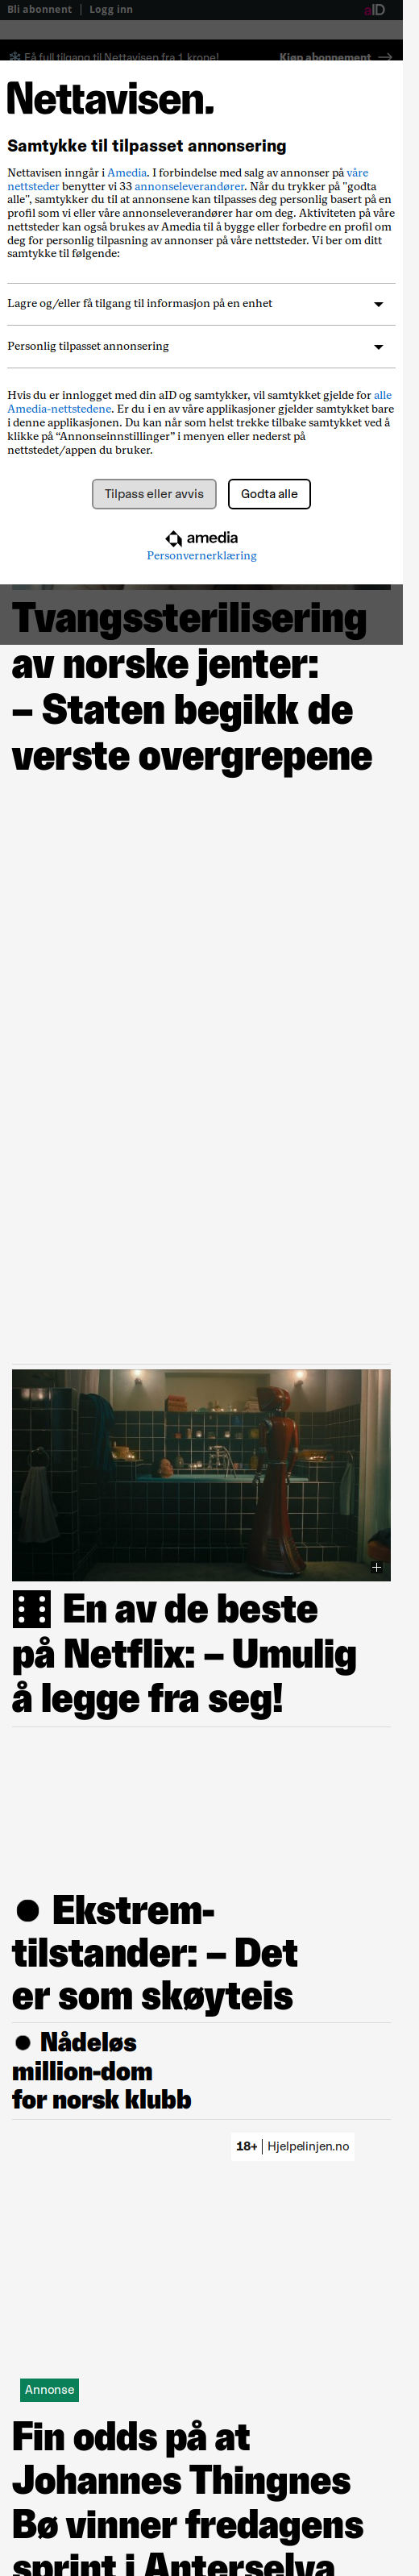 Bli abonnent | Logg inn
aID
Få full tilgang til Nettavisen fra 1 krone!
Kjøp abonnement →
Nettavisen.
Samtykke til tilpasset annonsering
Nettavisen inngår i Amedia. I forbindelse med salg av annonser på våre
nettsteder benytter vi 33 annonseleverandører. Når du trykker på "godta
alle", samtykker du til at annonsene kan tilpasses deg personlig basert på en
profil som vi eller våre annonseleverandører har om deg. Aktiviteten på våre
nettsteder kan også brukes av Amedia til å bygge eller forbedre en profil om
deg for personlig tilpasning av annonser på våre nettsteder. Vi ber om ditt
samtykke til følgende:
Lagre og/eller få tilgang til informasjon på en enhet
Personlig tilpasset annonsering
Hvis du er innlogget med din aID og samtykker, vil samtykket gjelde for alle
Amedia-nettstedene. Er du i en av våre applikasjoner gjelder samtykket bare
i denne applikasjonen. Du kan når som helst trekke tilbake samtykket ved å
klikke på “Annonseinnstillinger” i menyen eller nederst på
nettstedet/appen du bruker.
Tilpass eller avvis
Godta alle
amedia
Personvernerklæring
Tvangssterilisering
av norske jenter:
– Staten begikk de
verste overgrepene
En av de beste
på Netflix: – Umulig
å legge fra seg!
Ekstrem-
tilstander: – Det
er som skøyteis
Nådeløs
million-dom
for norsk klubb
18+ | Hjelpelinjen.no
Annonse
Fin odds på at
Johannes Thingnes
Bø vinner fredagens
sprint i Anterselva